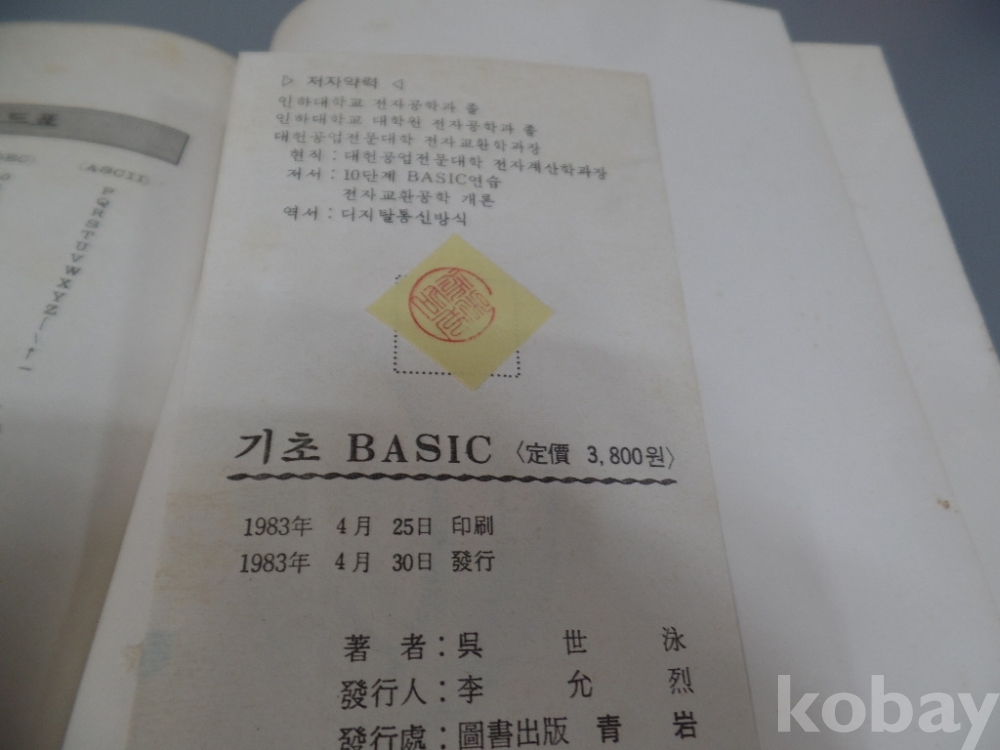 드표
(ASCII)
P
Q
R
S
T
U
V
W
X
Y
Z
▷ 저자약력 ◁
인하대학교 전자공학과 졸
인하대학교 대학원 전자공학과 졸
대헌공업전문대학 전자교환학과장
현직 : 대헌공업전문대학 전자계산학과장
저서 : 10단계 BASIC연습
전자교환공학 개론
역서 : 디지탈통신방식
기초 BASIC 〈定價 3,800원〉
1983年 4月 25日 印刷
1983年 4月 30日 發行
著 者 : 吳 世 泳
發行人 : 李 允 烈
發行處 : 圖書出版 靑 岩
kobay